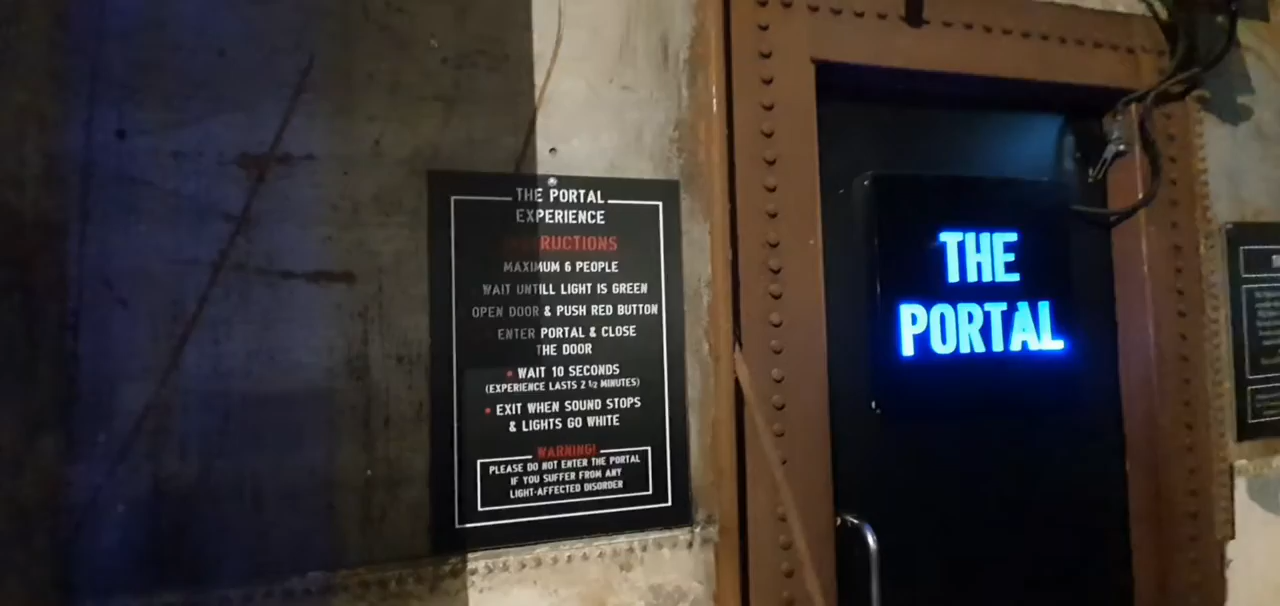 THE PORTAL
EXPERIENCE
INSTRUCTIONS
MAXIMUM 6 PEOPLE
WAIT UNTILL LIGHT IS GREEN
OPEN DOOR & PUSH RED BUTTON
ENTER PORTAL & CLOSE
THE DOOR
• WAIT 10 SECONDS
(EXPERIENCE LASTS 2 1/2 MINUTES)
• EXIT WHEN SOUND STOPS
& LIGHTS GO WHITE
WARNING!
PLEASE DO NOT ENTER THE PORTAL
IF YOU SUFFER FROM ANY
LIGHT-AFFECTED DISORDER
THE
PORTAL